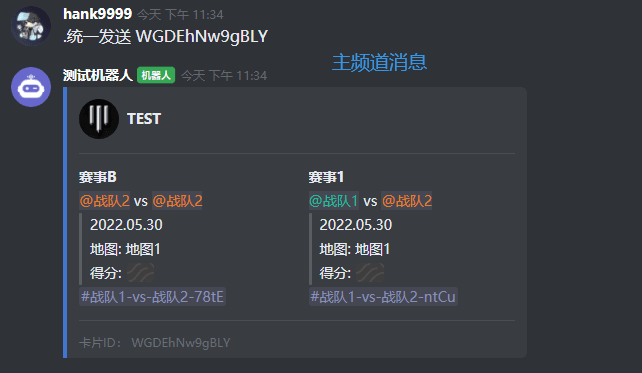 hank9999 今天 下午 11:34
.统一发送 WGDEhNw9gBLY
主频道消息
测试机器人 机器人 今天 下午 11:34
TEST
赛事B
@战队2 vs @战队2
2022.05.30
地图: 地图1
得分:
#战队1-vs-战队2-78tE
赛事1
@战队1 vs @战队2
2022.05.30
地图: 地图1
得分:
#战队1-vs-战队2-ntCu
卡片ID: WGDEhNw9gBLY